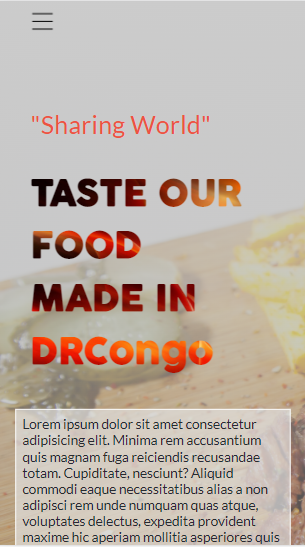 "Sharing World"
TASTE OUR
FOOD
MADE IN
DRCongo
Lorem ipsum dolor sit amet consectetur
adipisicing elit. Minima rem accusantium
quis magnam fuga reiciendis recusandae
totam. Cupiditate, nesciunt? Aliquid
commodi eaque necessitatibus alias a non
adipisci rem unde numquam quas atque,
voluptates delectus, expedita provident
maxime hic aperiam mollitia asperiores quis